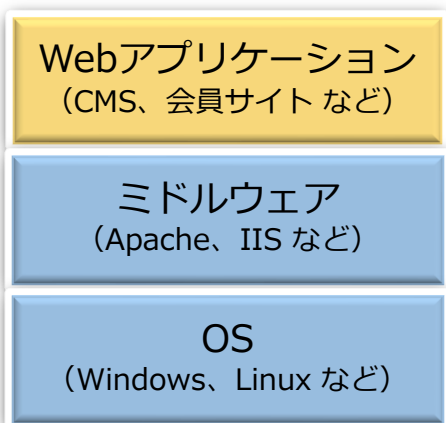 Webアプリケーション
（CMS、会員サイト など）
ミドルウェア
（Apache、IIS など）
OS
（Windows、Linux など）